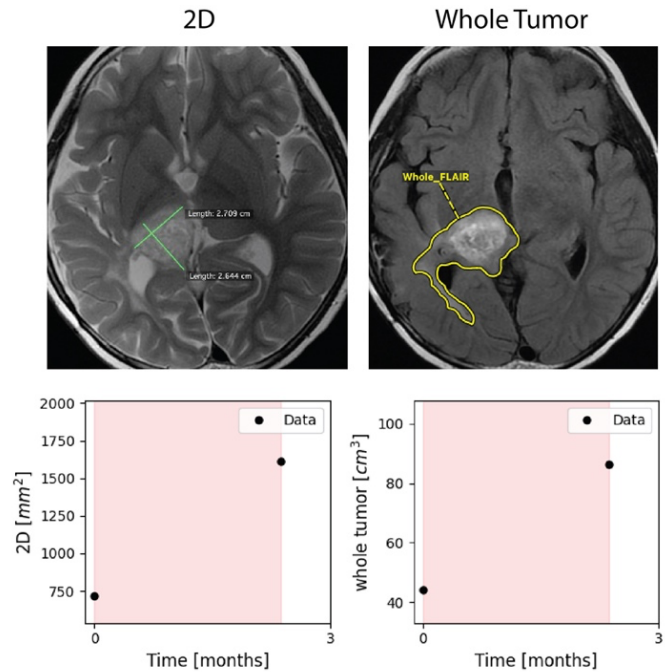 2D
Whole Tumor
Length: 2.709 cm
Length: 2.644 cm
Whole_FLAIR
2D [mm²]
2000
1750
1500
1250
1000
750
Data
0
3
Time [months]
whole tumor [cm³]
100
80
60
40
Data
0
3
Time [months]